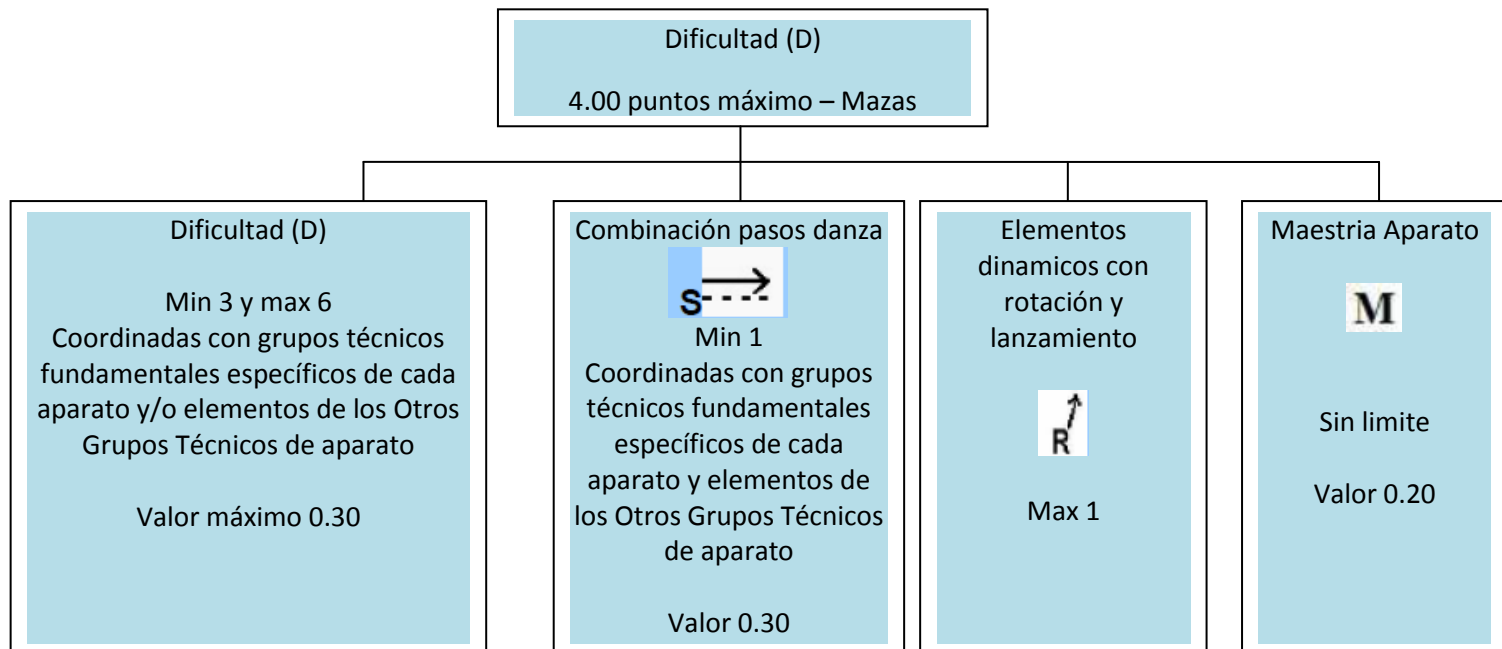 Dificultad (D)
4.00 puntos máximo – Mazas
Dificultad (D)
Min 3 y max 6
Coordinadas con grupos técnicos
fundamentales específicos de cada
aparato y/o elementos de los Otros
Grupos Técnicos de aparato
Valor máximo 0.30
Combinación pasos danza
S
Min 1
Coordinadas con grupos
técnicos fundamentales
específicos de cada
aparato y elementos de
los Otros Grupos Técnicos
de aparato
Valor 0.30
Elementos
dinamicos con
rotación y
lanzamiento
R
Max 1
Maestria Aparato
M
Sin limite
Valor 0.20